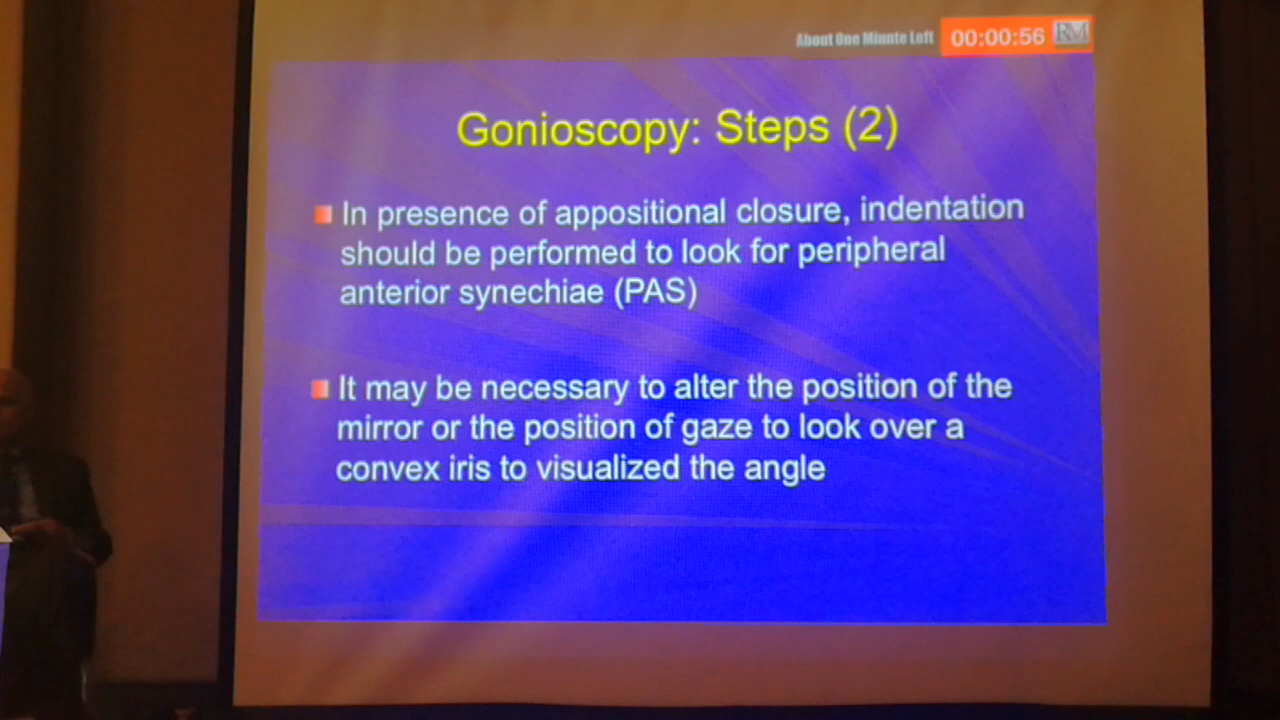 About One Miunte Left 00:00:56 RM
Gonioscopy: Steps (2)
In presence of appositional closure, indentation
should be performed to look for peripheral
anterior synechiae (PAS)
It may be necessary to alter the position of the
mirror or the position of gaze to look over a
convex iris to visualized the angle